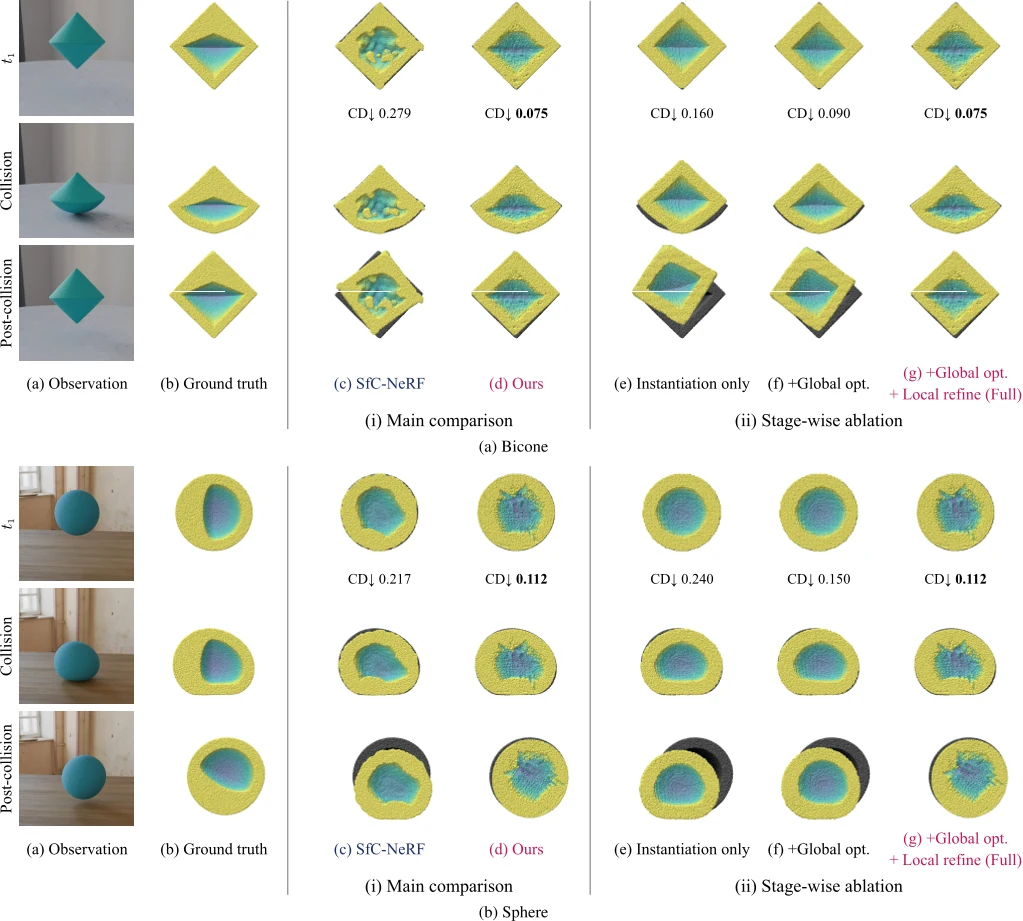 t₁
CD↓ 0.279
CD↓ 0.075
CD↓ 0.160
CD↓ 0.090
CD↓ 0.075
Collision
Post-collision
(a) Observation
(b) Ground truth
(c) SfC-NeRF
(d) Ours
(e) Instantiation only
(f) +Global opt.
(g) +Global opt.
+ Local refine (Full)
(i) Main comparison
(ii) Stage-wise ablation
(a) Bicone
t₁
CD↓ 0.217
CD↓ 0.112
CD↓ 0.240
CD↓ 0.150
CD↓ 0.112
Collision
Post-collision
(a) Observation
(b) Ground truth
(c) SfC-NeRF
(d) Ours
(e) Instantiation only
(f) +Global opt.
(g) +Global opt.
+ Local refine (Full)
(i) Main comparison
(ii) Stage-wise ablation
(b) Sphere